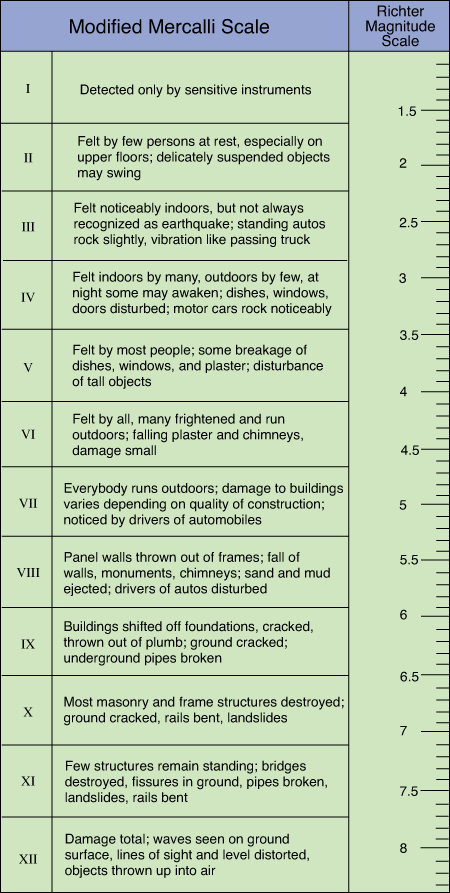 Modified Mercalli Scale
Richter
Magnitude
Scale
I
Detected only by sensitive instruments
1.5
II
Felt by few persons at rest, especially on
upper floors; delicately suspended objects
may swing
2
III
Felt noticeably indoors, but not always
recognized as earthquake; standing autos
rock slightly, vibration like passing truck
2.5
IV
Felt indoors by many, outdoors by few, at
night some may awaken; dishes, windows,
doors disturbed; motor cars rock noticeably
3
3.5
V
Felt by most people; some breakage of
dishes, windows, and plaster; disturbance
of tall objects
4
VI
Felt by all, many frightened and run
outdoors; falling plaster and chimneys,
damage small
4.5
VII
Everybody runs outdoors; damage to buildings
varies depending on quality of construction;
noticed by drivers of automobiles
5
VIII
Panel walls thrown out of frames; fall of
walls, monuments, chimneys; sand and mud
ejected; drivers of autos disturbed
5.5
6
IX
Buildings shifted off foundations, cracked,
thrown out of plumb; ground cracked;
underground pipes broken
6.5
X
Most masonry and frame structures destroyed;
ground cracked, rails bent, landslides
7
XI
Few structures remain standing; bridges
destroyed, fissures in ground, pipes broken,
landslides, rails bent
7.5
XII
Damage total; waves seen on ground
surface, lines of sight and level distorted,
objects thrown up into air
8